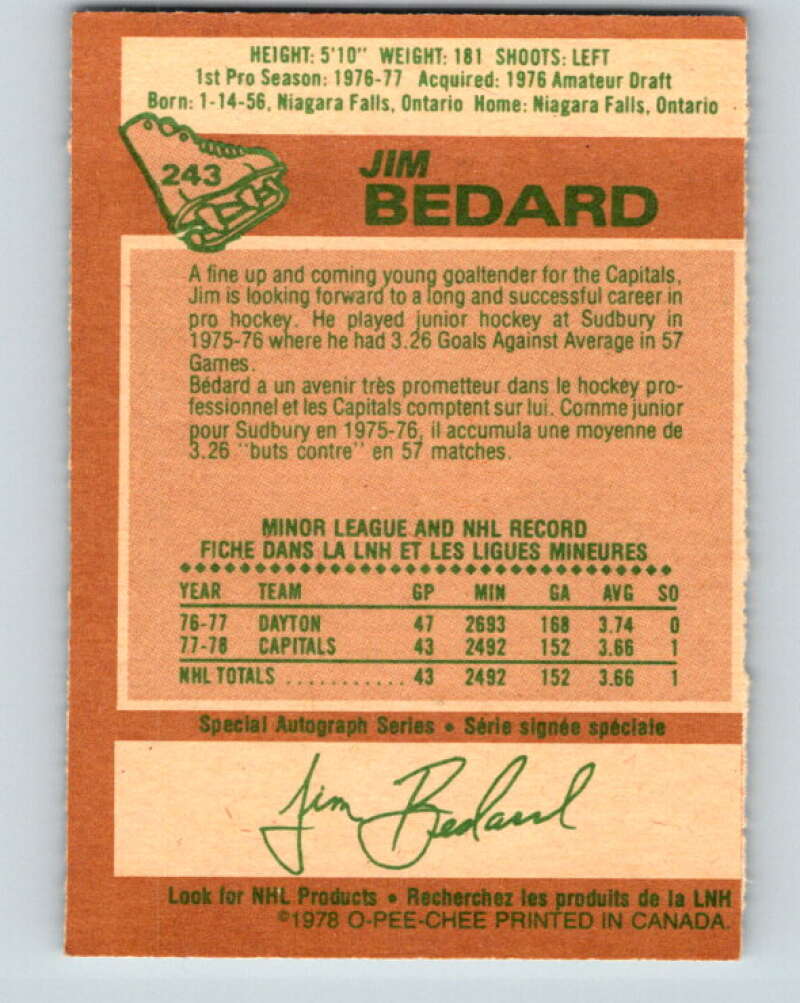 HEIGHT: 5'10" WEIGHT: 181 SHOOTS: LEFT
1st Pro Season: 1976-77 Acquired: 1976 Amateur Draft
Born: 1-14-56, Niagara Falls, Ontario Home: Niagara Falls, Ontario
243
JIM
BEDARD
A fine up and coming young goaltender for the Capitals,
Jim is looking forward to a long and successful career in
pro hockey. He played junior hockey at Sudbury in
1975-76 where he had 3.26 Goals Against Average in 57
Games.
Bédard a un avenir très prometteur dans le hockey pro-
fessionnel et les Capitals comptent sur lui. Comme junior
pour Sudbury en 1975-76, il accumula une moyenne de
3.26 "buts contre" en 57 matches.
MINOR LEAGUE AND NHL RECORD
FICHE DANS LA LNH ET LES LIGUES MINEURES
YEAR TEAM GP MIN GA AVG SO
76-77 DAYTON 47 2693 168 3.74 0
77-78 CAPITALS 43 2492 152 3.66 1
NHL TOTALS ........... 43 2492 152 3.66 1
Special Autograph Series • Série signée spéciale
Jim Bedard
Look for NHL Products • Recherchez les produits de la LNH
©1978 O-PEE-CHEE PRINTED IN CANADA.